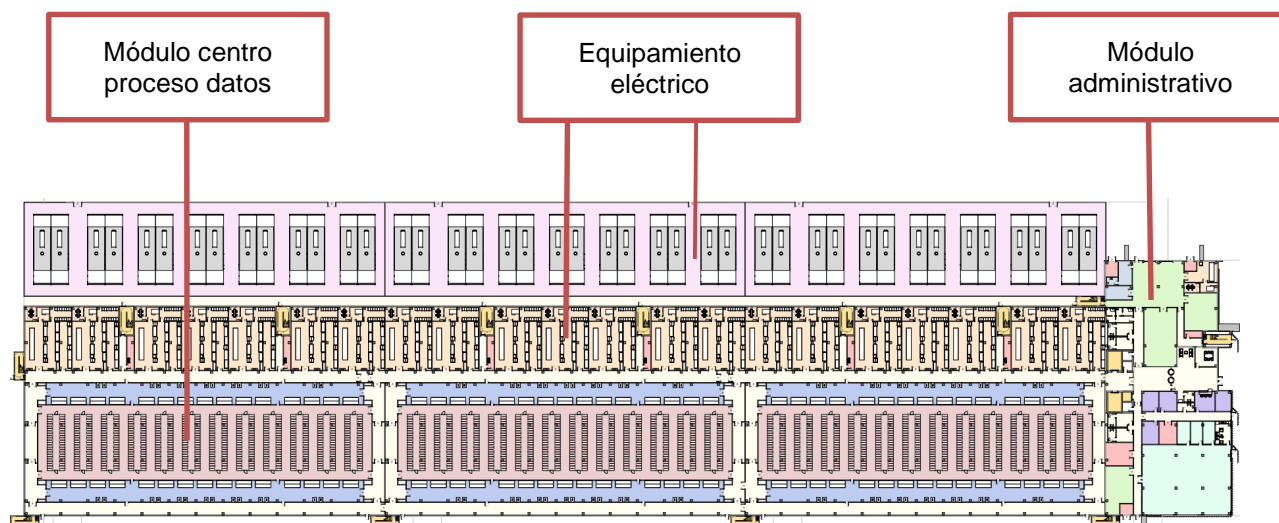 Módulo centro
proceso datos
Equipamiento
eléctrico
Módulo
administrativo